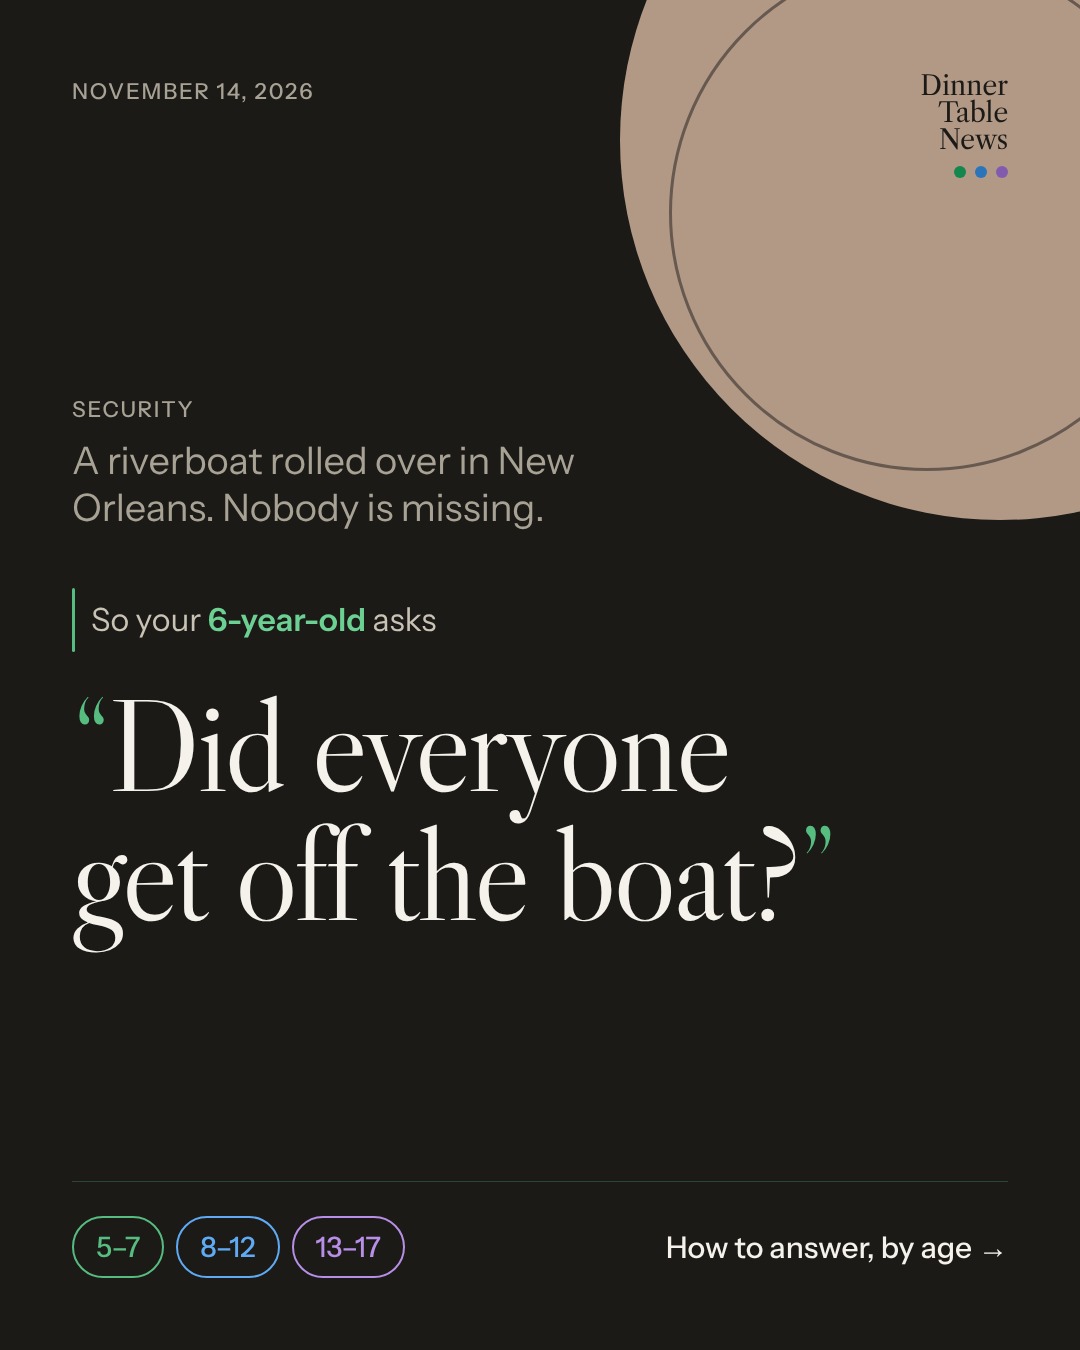 NOVEMBER 14, 2026
Dinner
Table
News
SECURITY
A riverboat rolled over in New
Orleans. Nobody is missing.
So your 6-year-old asks
“Did everyone
get off the boat?”
5–7
8–12
13–17
How to answer, by age →